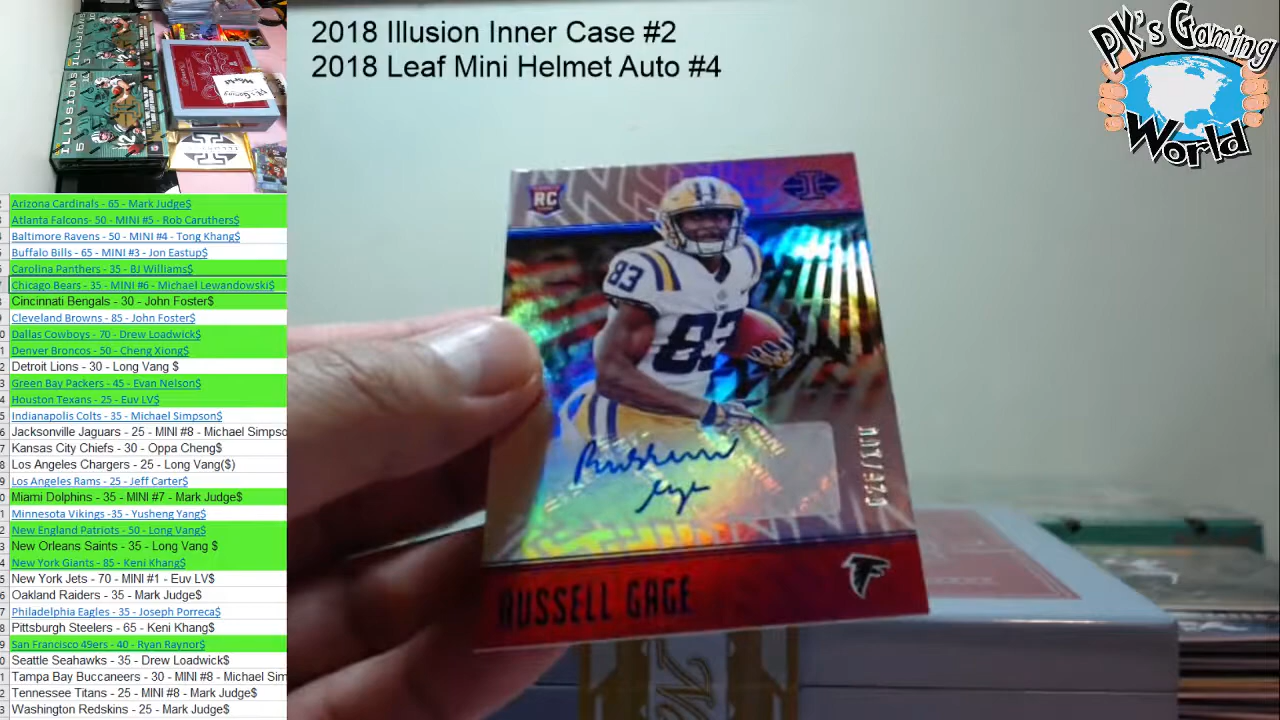 2018 Illusion Inner Case #2
2018 Leaf Mini Helmet Auto #4
PK's Gaming
World
ILLUSIONS
ILLUSIONS
Arizona Cardinals - 65 - Mark Judge$
Atlanta Falcons- 50 - MINI #5 - Rob Caruthers$
Baltimore Ravens - 50 - MINI #4 - Tong Khang$
Buffalo Bills - 65 - MINI #3 - Jon Eastup$
Carolina Panthers - 35 - BJ Williams$
Chicago Bears - 35 - MINI #6 - Michael Lewandowski$
Cincinnati Bengals - 30 - John Foster$
Cleveland Browns - 85 - John Foster$
Dallas Cowboys - 70 - Drew Loadwick$
Denver Broncos - 50 - Cheng Xiong$
Detroit Lions - 30 - Long Vang $
Green Bay Packers - 45 - Evan Nelson$
Houston Texans - 25 - Euv LV$
Indianapolis Colts - 35 - Michael Simpson$
Jacksonville Jaguars - 25 - MINI #8 - Michael Simpso
Kansas City Chiefs - 30 - Oppa Cheng$
Los Angeles Chargers - 25 - Long Vang($)
Los Angeles Rams - 25 - Jeff Carter$
Miami Dolphins - 35 - MINI #7 - Mark Judge$
Minnesota Vikings -35 - Yusheng Yang$
New England Patriots - 50 - Long Vang$
New Orleans Saints - 35 - Long Vang $
New York Giants - 85 - Keni Khang$
New York Jets - 70 - MINI #1 - Euv LV$
Oakland Raiders - 35 - Mark Judge$
Philadelphia Eagles - 35 - Joseph Porreca$
Pittsburgh Steelers - 65 - Keni Khang$
San Francisco 49ers - 40 - Ryan Raynor$
Seattle Seahawks - 35 - Drew Loadwick$
Tampa Bay Buccaneers - 30 - MINI #8 - Michael Sim
Tennessee Titans - 25 - MINI #8 - Mark Judge$
Washington Redskins - 25 - Mark Judge$
RC
I
83
83
029/100
RUSSELL GAGE